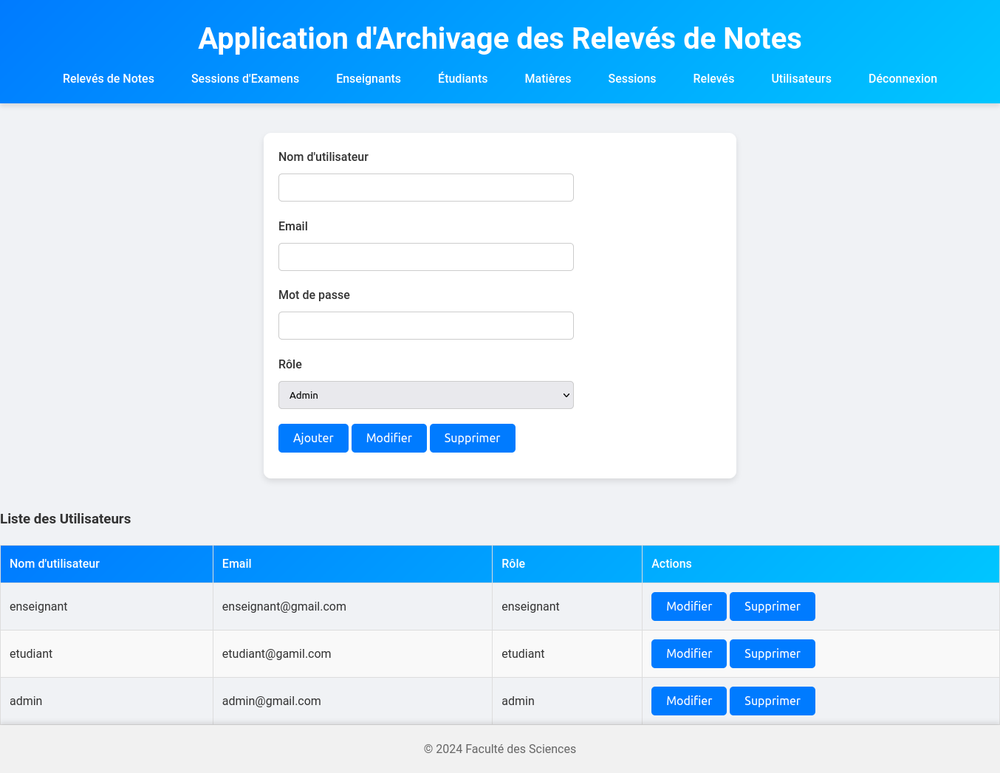 Application d'Archivage des Relevés de Notes
Relevés de Notes Sessions d'Examens Enseignants Étudiants Matières Sessions Relevés Utilisateurs Déconnexion
Nom d'utilisateur
Email
Mot de passe
Rôle
Admin
Ajouter Modifier Supprimer
Liste des Utilisateurs
Nom d'utilisateur Email Rôle Actions
enseignant enseignant@gmail.com enseignant Modifier Supprimer
etudiant etudiant@gamil.com etudiant Modifier Supprimer
admin admin@gmail.com admin Modifier Supprimer
© 2024 Faculté des Sciences